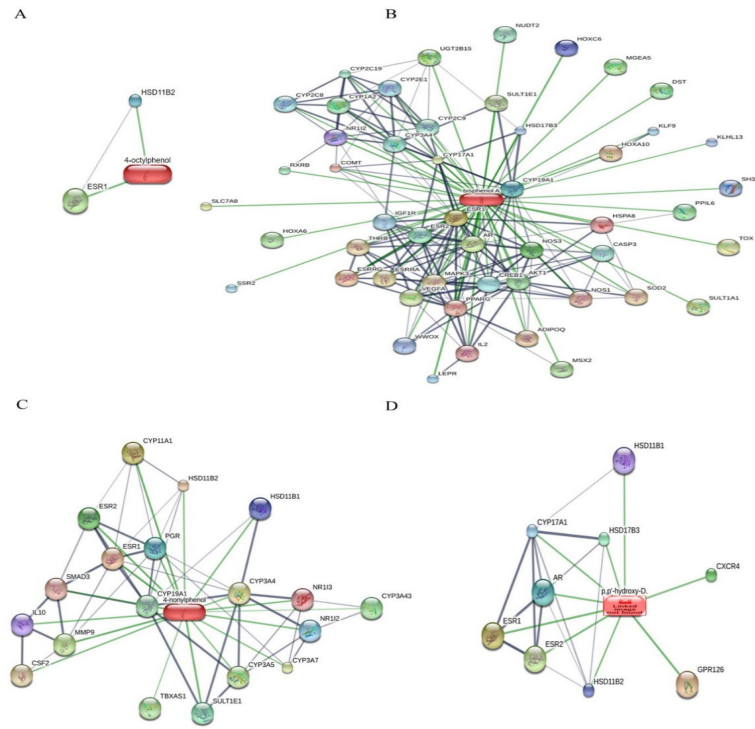 A
HSD11B2
4-octylphenol
ESR1
B
NUDT2
HOXC6
UGT2B15
MGEA5
CYP2C19
CYP2E1
DST
CYP2C8
CYP1A2
SULT1E1
CYP2C9
KLF9
NR1I2
CYP3A4
HSD17B3
HOXA10
KLHL13
CYP17A1
RXRB
COMT
CYP19A1
SH3
bisphenol A
SLC7A8
IGF1R
ESR1
PPIL6
HSPA8
HOXA6
ESR2
AR
TOX
THRB
NOS3
CASP3
SSR2
ESRRG
ESRRA
MAPK3
CREB1
AKT1
VEGFA
NOS1
SOD2
PPARG
SULT1A1
WWOX
IL2
ADIPOQ
MSX2
LEPR
C
CYP11A1
HSD11B2
HSD11B1
ESR2
PGR
ESR1
SMAD3
CYP19A1
CYP3A4
NR1I3
4-nonylphenol
CYP3A43
IL10
MMP9
NR1I2
CSF2
CYP3A5
CYP3A7
TBXAS1
SULT1E1
D
HSD11B1
CYP17A1
HSD17B3
CXCR4
AR
p,p'-hydroxy-D.
ESR1
ESR2
HSD11B2
GPR126